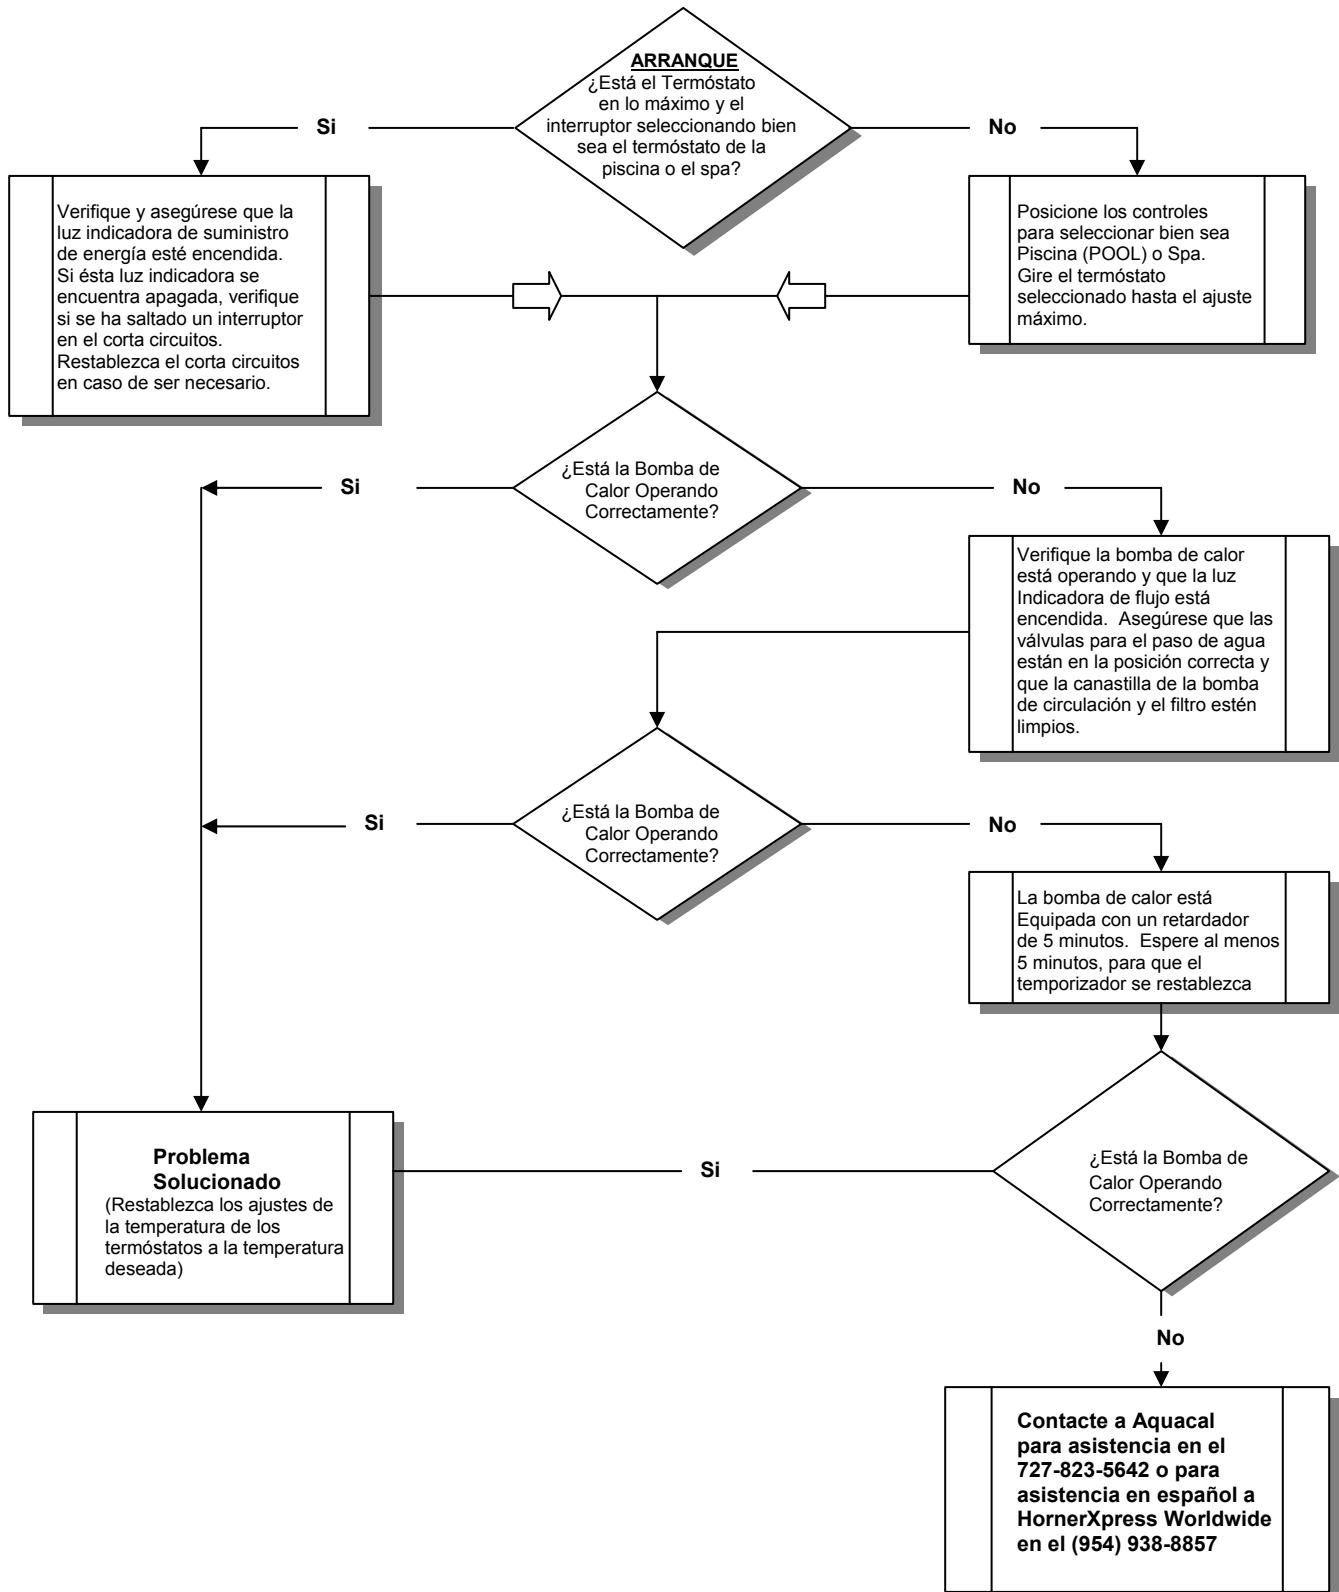 ARRANQUE
¿Está el Termóstato
en lo máximo y el
interruptor seleccionando bien
sea el termóstato de la
piscina o el spa?
Si
No
Verifique y asegúrese que la
luz indicadora de suministro
de energía esté encendida.
Si ésta luz indicadora se
encuentra apagada, verifique
si se ha saltado un interruptor
en el corta circuitos.
Restablezca el corta circuitos
en caso de ser necesario.
Posicione los controles
para seleccionar bien sea
Piscina (POOL) o Spa.
Gire el termóstato
seleccionado hasta el ajuste
máximo.
¿Está la Bomba de
Calor Operando
Correctamente?
Si
No
Verifique la bomba de calor
está operando y que la luz
Indicadora de flujo está
encendida.  Asegúrese que las
válvulas para el paso de agua
están en la posición correcta y
que la canastilla de la bomba
de circulación y el filtro estén
limpios.
¿Está la Bomba de
Calor Operando
Correctamente?
Si
No
La bomba de calor está
Equipada con un retardador
de 5 minutos.  Espere al menos
5 minutos, para que el
temporizador se restablezca
¿Está la Bomba de
Calor Operando
Correctamente?
Si
No
Problema
Solucionado
(Restablezca los ajustes de
la temperatura de los
termóstatos a la temperatura
deseada)
Contacte a Aquacal
para asistencia en el
727-823-5642 o para
asistencia en español a
HornerXpress Worldwide
en el (954) 938-8857